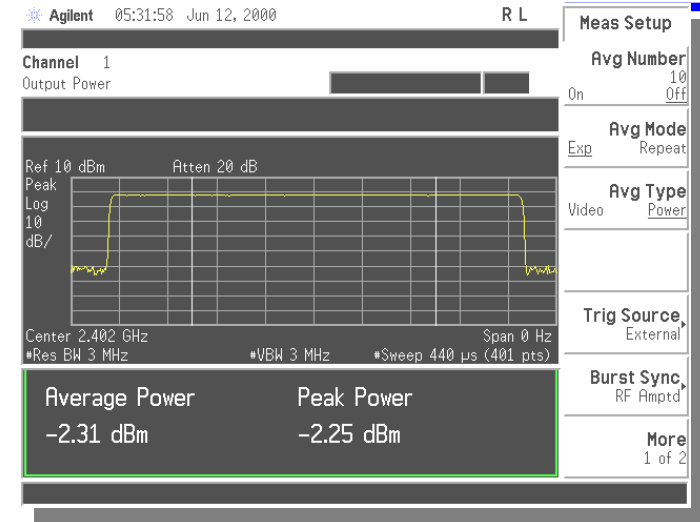 Agilent 05:31:58 Jun 12, 2000 R L
Meas Setup
Channel 1
Output Power
Avg Number
10
On Off
Avg Mode
Exp Repeat
Avg Type
Video Power
Ref 10 dBm Atten 20 dB
Peak
Log
10
dB/
Trig Source
External
Center 2.402 GHz Span 0 Hz
#Res BW 3 MHz #VBW 3 MHz #Sweep 440 µs (401 pts)
Burst Sync
RF Amptd
Average Power Peak Power
-2.31 dBm -2.25 dBm
More
1 of 2